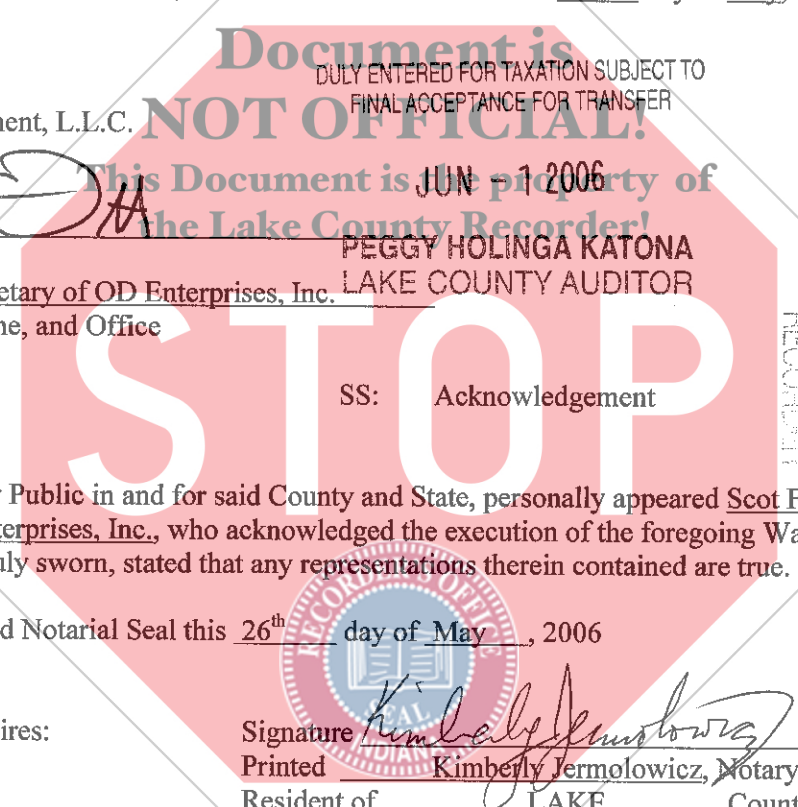 Document is
DULY ENTERED FOR TAXATION SUBJECT TO
FINAL ACCEPTANCE FOR TRANSFER
ent, L.L.C.
NOT OFFICIAL!
This Document is the property of
the Lake County Recorder!
JUN - 1 2006
PEGGY HOLINGA KATONA
LAKE COUNTY AUDITOR
etary of OD Enterprises, Inc.
ne, and Office
STOP
SS: Acknowledgement
Public in and for said County and State, personally appeared Scot F
terprises, Inc., who acknowledged the execution of the foregoing Wa
uly sworn, stated that any representations therein contained are true.
d Notarial Seal this 26th day of May, 2006
RECORDER'S OFFICE
SEAL
INDIANA
ires:
Signature Kimberly Jermolowicz
Printed Kimberly Jermolowicz, Notary
Resident of LAKE Count